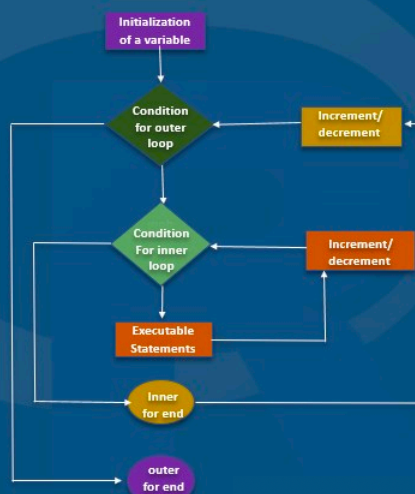 Initialization
of a variable
Condition
for outer
loop
Increment/
decrement
Condition
For inner
loop
Increment/
decrement
Executable
Statements
Inner
for end
outer
for end